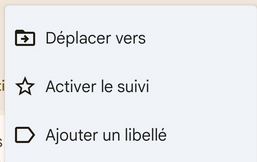 Déplacer vers
Activer le suivi
Ajouter un libellé